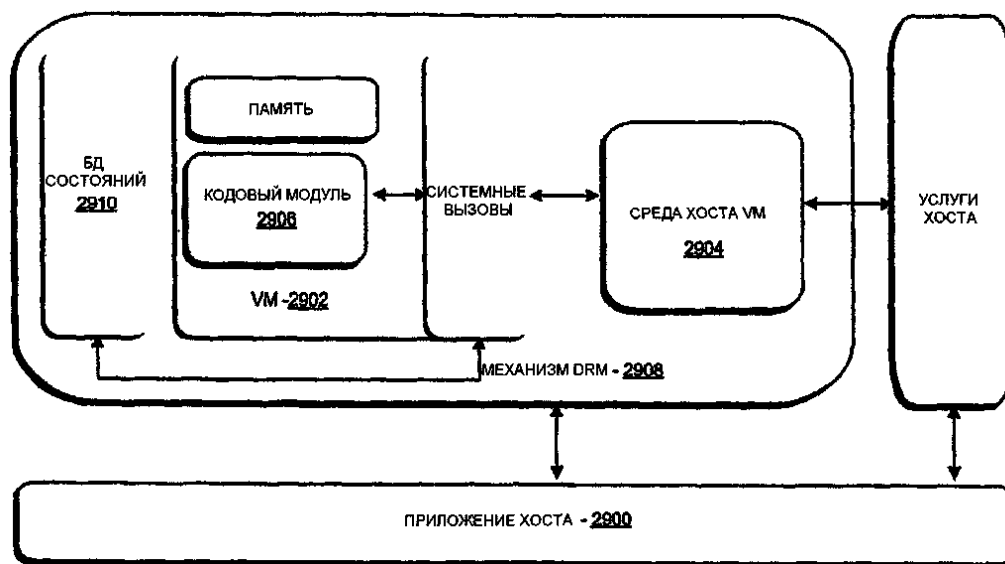 ПАМЯТЬ
БД
СОСТОЯНИЙ
2910
КОДОВЫЙ МОДУЛЬ
2906
VM -2902
СИСТЕМНЫЕ
ВЫЗОВЫ
СРЕДА ХОСТА VM
2904
УСЛУГИ
ХОСТА
МЕХАНИЗМ DRM - 2908
ПРИЛОЖЕНИЕ ХОСТА - 2900